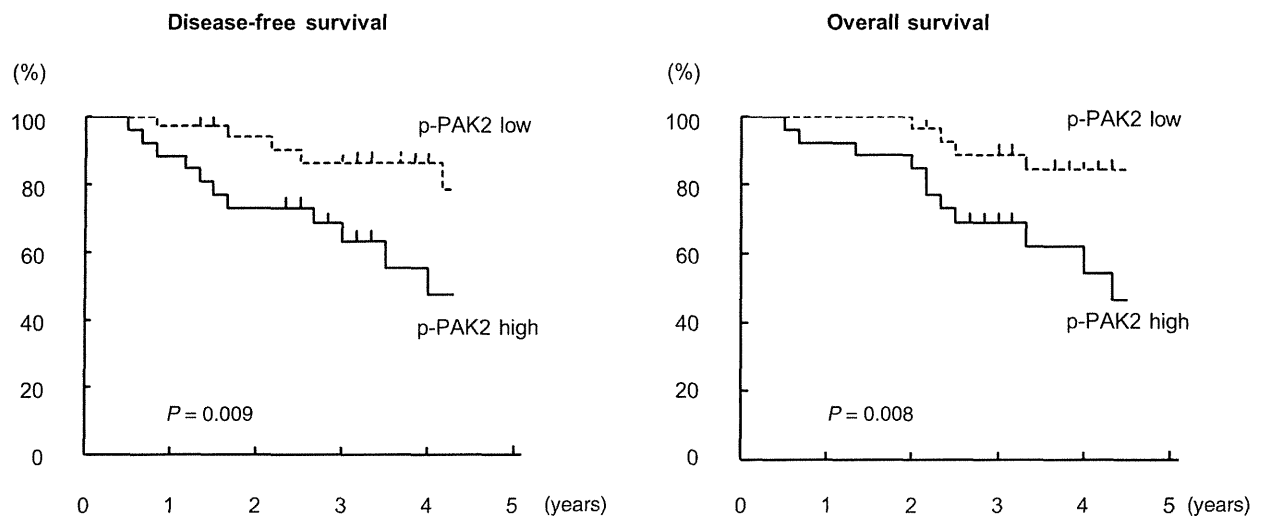 Disease-free survival
(%)
100
80
60
40
20
0
p-PAK2 low
p-PAK2 high
P = 0.009
0 1 2 3 4 5 (years)
Overall survival
(%)
100
80
60
40
20
0
p-PAK2 low
p-PAK2 high
P = 0.008
0 1 2 3 4 5 (years)